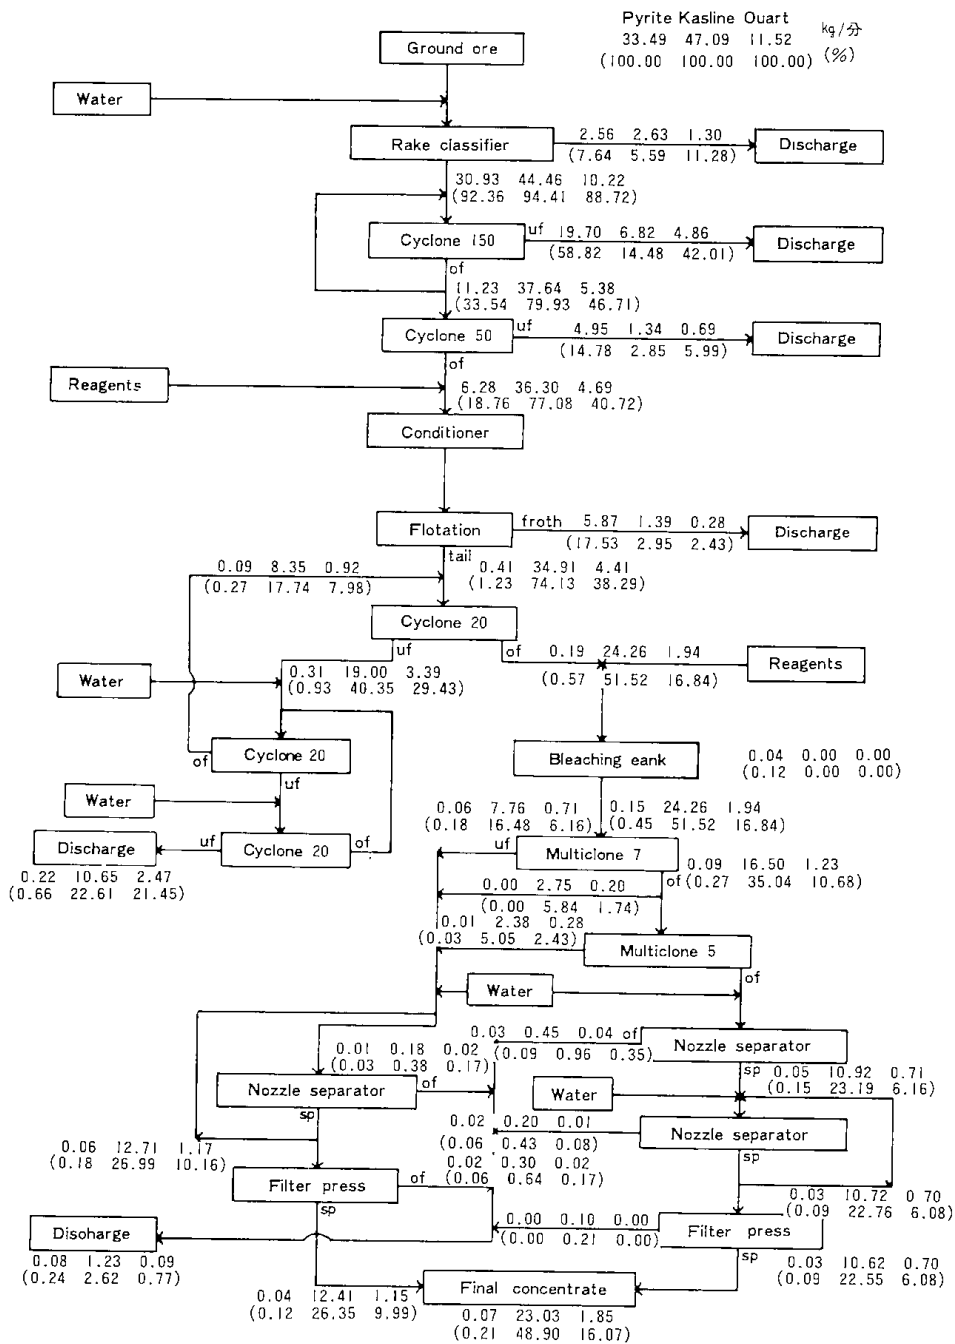 Pyrite Kasline Ouart kg/分
33.49 47.09 11.52
(100.00 100.00 100.00) (%)
Ground ore
Water
Rake classifier
2.56 2.63 1.30
(7.64 5.59 11.28)
Discharge
30.93 44.46 10.22
(92.36 94.41 88.72)
Cyclone 150
uf 19.70 6.82 4.86
(58.82 14.48 42.01)
Discharge
of
11.23 37.64 5.38
(33.54 79.93 46.71)
Cyclone 50
uf 4.95 1.34 0.69
(14.78 2.85 5.99)
Discharge
of
Reagents
6.28 36.30 4.69
(18.76 77.08 40.72)
Conditioner
Flotation
froth 5.87 1.39 0.28
(17.53 2.95 2.43)
Discharge
tail
0.09 8.35 0.92
(0.27 17.74 7.98)
0.41 34.91 4.41
(1.23 74.13 38.29)
Cyclone 20
uf
of 0.19 24.26 1.94
(0.57 51.52 16.84)
Reagents
Water
0.31 19.00 3.39
(0.93 40.35 29.43)
Cyclone 20
of
uf
Bleaching eank
0.04 0.00 0.00
(0.12 0.00 0.00)
Water
0.06 7.76 0.71
(0.18 16.48 6.16)
0.15 24.26 1.94
(0.45 51.52 16.84)
Discharge
uf
Cyclone 20
of
0.22 10.65 2.47
(0.66 22.61 21.45)
uf
Multiclone 7
of
0.09 16.50 1.23
(0.27 35.04 10.68)
0.00 2.75 0.20
(0.00 5.84 1.74)
0.01 2.38 0.28
(0.03 5.05 2.43)
Multiclone 5
of
Water
0.03 0.45 0.04 of
(0.09 0.96 0.35)
Nozzle separator
0.01 0.18 0.02
(0.03 0.38 0.17)
sp 0.05 10.92 0.71
(0.15 23.19 6.16)
Nozzle separator
of
sp
Water
0.02 0.20 0.01
(0.06 0.43 0.08)
Nozzle separator
sp
0.06 12.71 1.17
(0.18 26.99 10.16)
0.02 0.30 0.02
(0.06 0.64 0.17)
Filter press
of
sp
0.03 10.72 0.70
(0.09 22.76 6.08)
0.00 0.10 0.00
(0.00 0.21 0.00)
Filter press
sp
Disoharge
0.08 1.23 0.09
(0.24 2.62 0.77)
0.03 10.62 0.70
(0.09 22.55 6.08)
0.04 12.41 1.15
(0.12 26.35 9.99)
Final concentrate
0.07 23.03 1.85
(0.21 48.90 16.07)